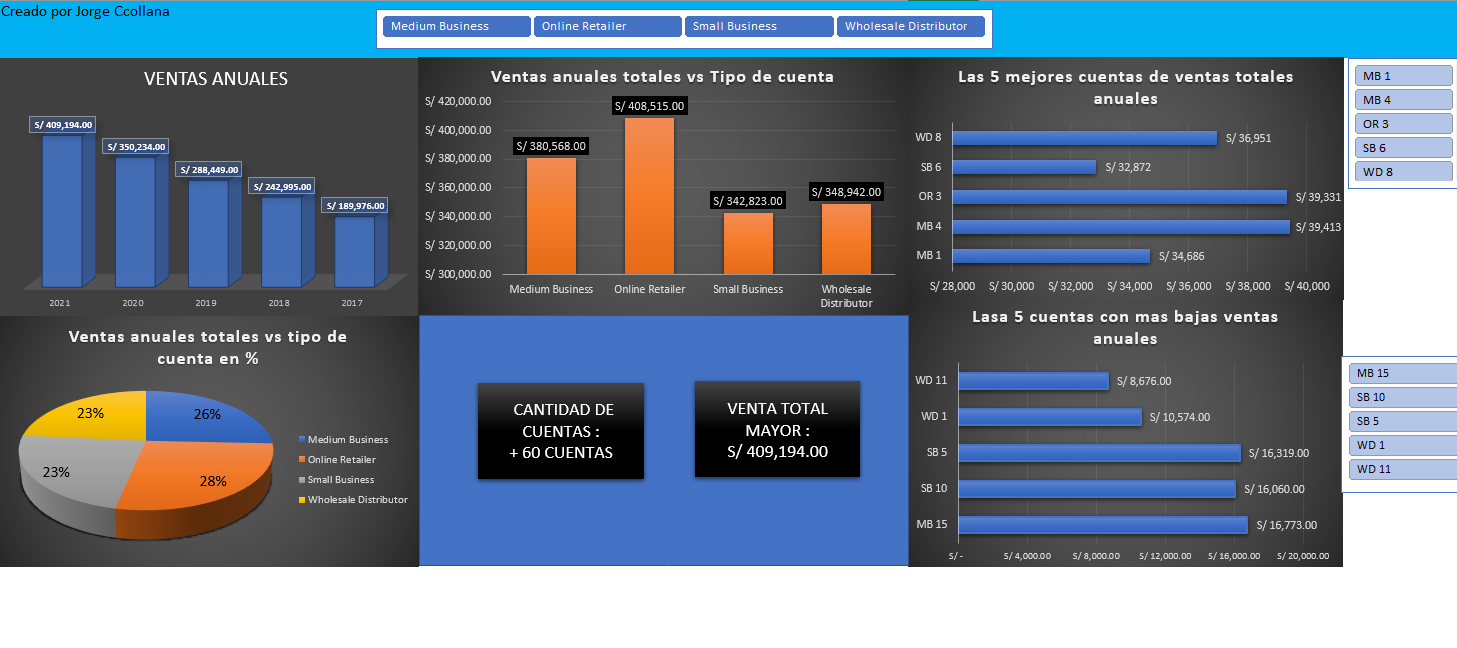 Creado por Jorge Ccollana
Medium Business
Online Retailer
Small Business
Wholesale Distributor
VENTAS ANUALES
S/ 409,194.00
S/ 350,234.00
S/ 288,449.00
S/ 242,995.00
S/ 189,976.00
2021
2020
2019
2018
2017
Ventas anuales totales vs Tipo de cuenta
S/ 420,000.00
S/ 400,000.00
S/ 380,000.00
S/ 360,000.00
S/ 340,000.00
S/ 320,000.00
S/ 300,000.00
S/ 380,568.00
S/ 408,515.00
S/ 342,823.00
S/ 348,942.00
Medium Business
Online Retailer
Small Business
Wholesale
Distributor
Las 5 mejores cuentas de ventas totales
anuales
WD 8
S/ 36,951
SB 6
S/ 32,872
OR 3
S/ 39,331
MB 4
S/ 39,413
MB 1
S/ 34,686
S/ 28,000
S/ 30,000
S/ 32,000
S/ 34,000
S/ 36,000
S/ 38,000
S/ 40,000
MB 1
MB 4
OR 3
SB 6
WD 8
Ventas anuales totales vs tipo de
cuenta en %
23%
26%
23%
28%
Medium Business
Online Retailer
Small Business
Wholesale Distributor
CANTIDAD DE
CUENTAS :
+ 60 CUENTAS
VENTA TOTAL
MAYOR :
S/ 409,194.00
Lasa 5 cuentas con mas bajas ventas
anuales
WD 11
S/ 8,676.00
WD 1
S/ 10,574.00
SB 5
S/ 16,319.00
SB 10
S/ 16,060.00
MB 15
S/ 16,773.00
S/ -
S/ 4,000.00
S/ 8,000.00
S/ 12,000.00
S/ 16,000.00
S/ 20,000.00
MB 15
SB 10
SB 5
WD 1
WD 11